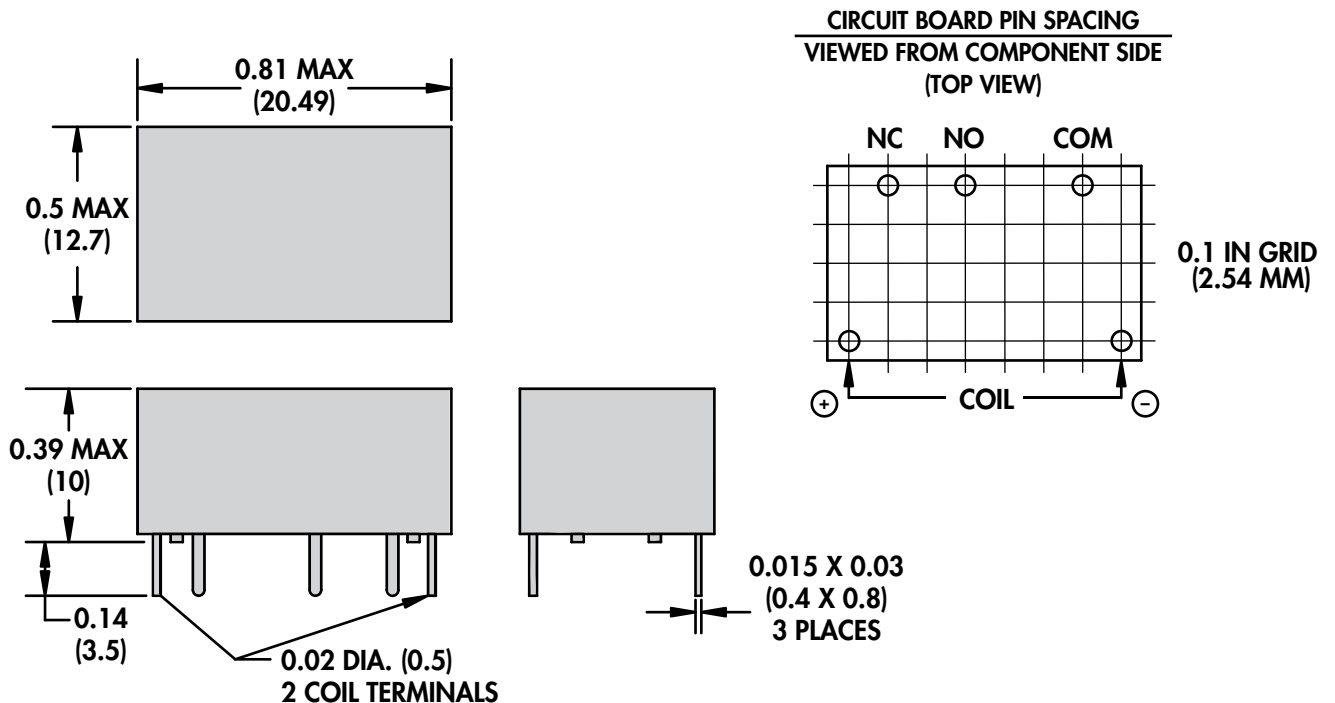 CIRCUIT BOARD PIN SPACING
VIEWED FROM COMPONENT SIDE
(TOP VIEW)
0.81 MAX
(20.49)
0.5 MAX
(12.7)
NC NO COM
0.1 IN GRID
(2.54 MM)
+ COIL −
0.39 MAX
(10)
0.14
(3.5)
0.02 DIA. (0.5)
2 COIL TERMINALS
0.015 X 0.03
(0.4 X 0.8)
3 PLACES